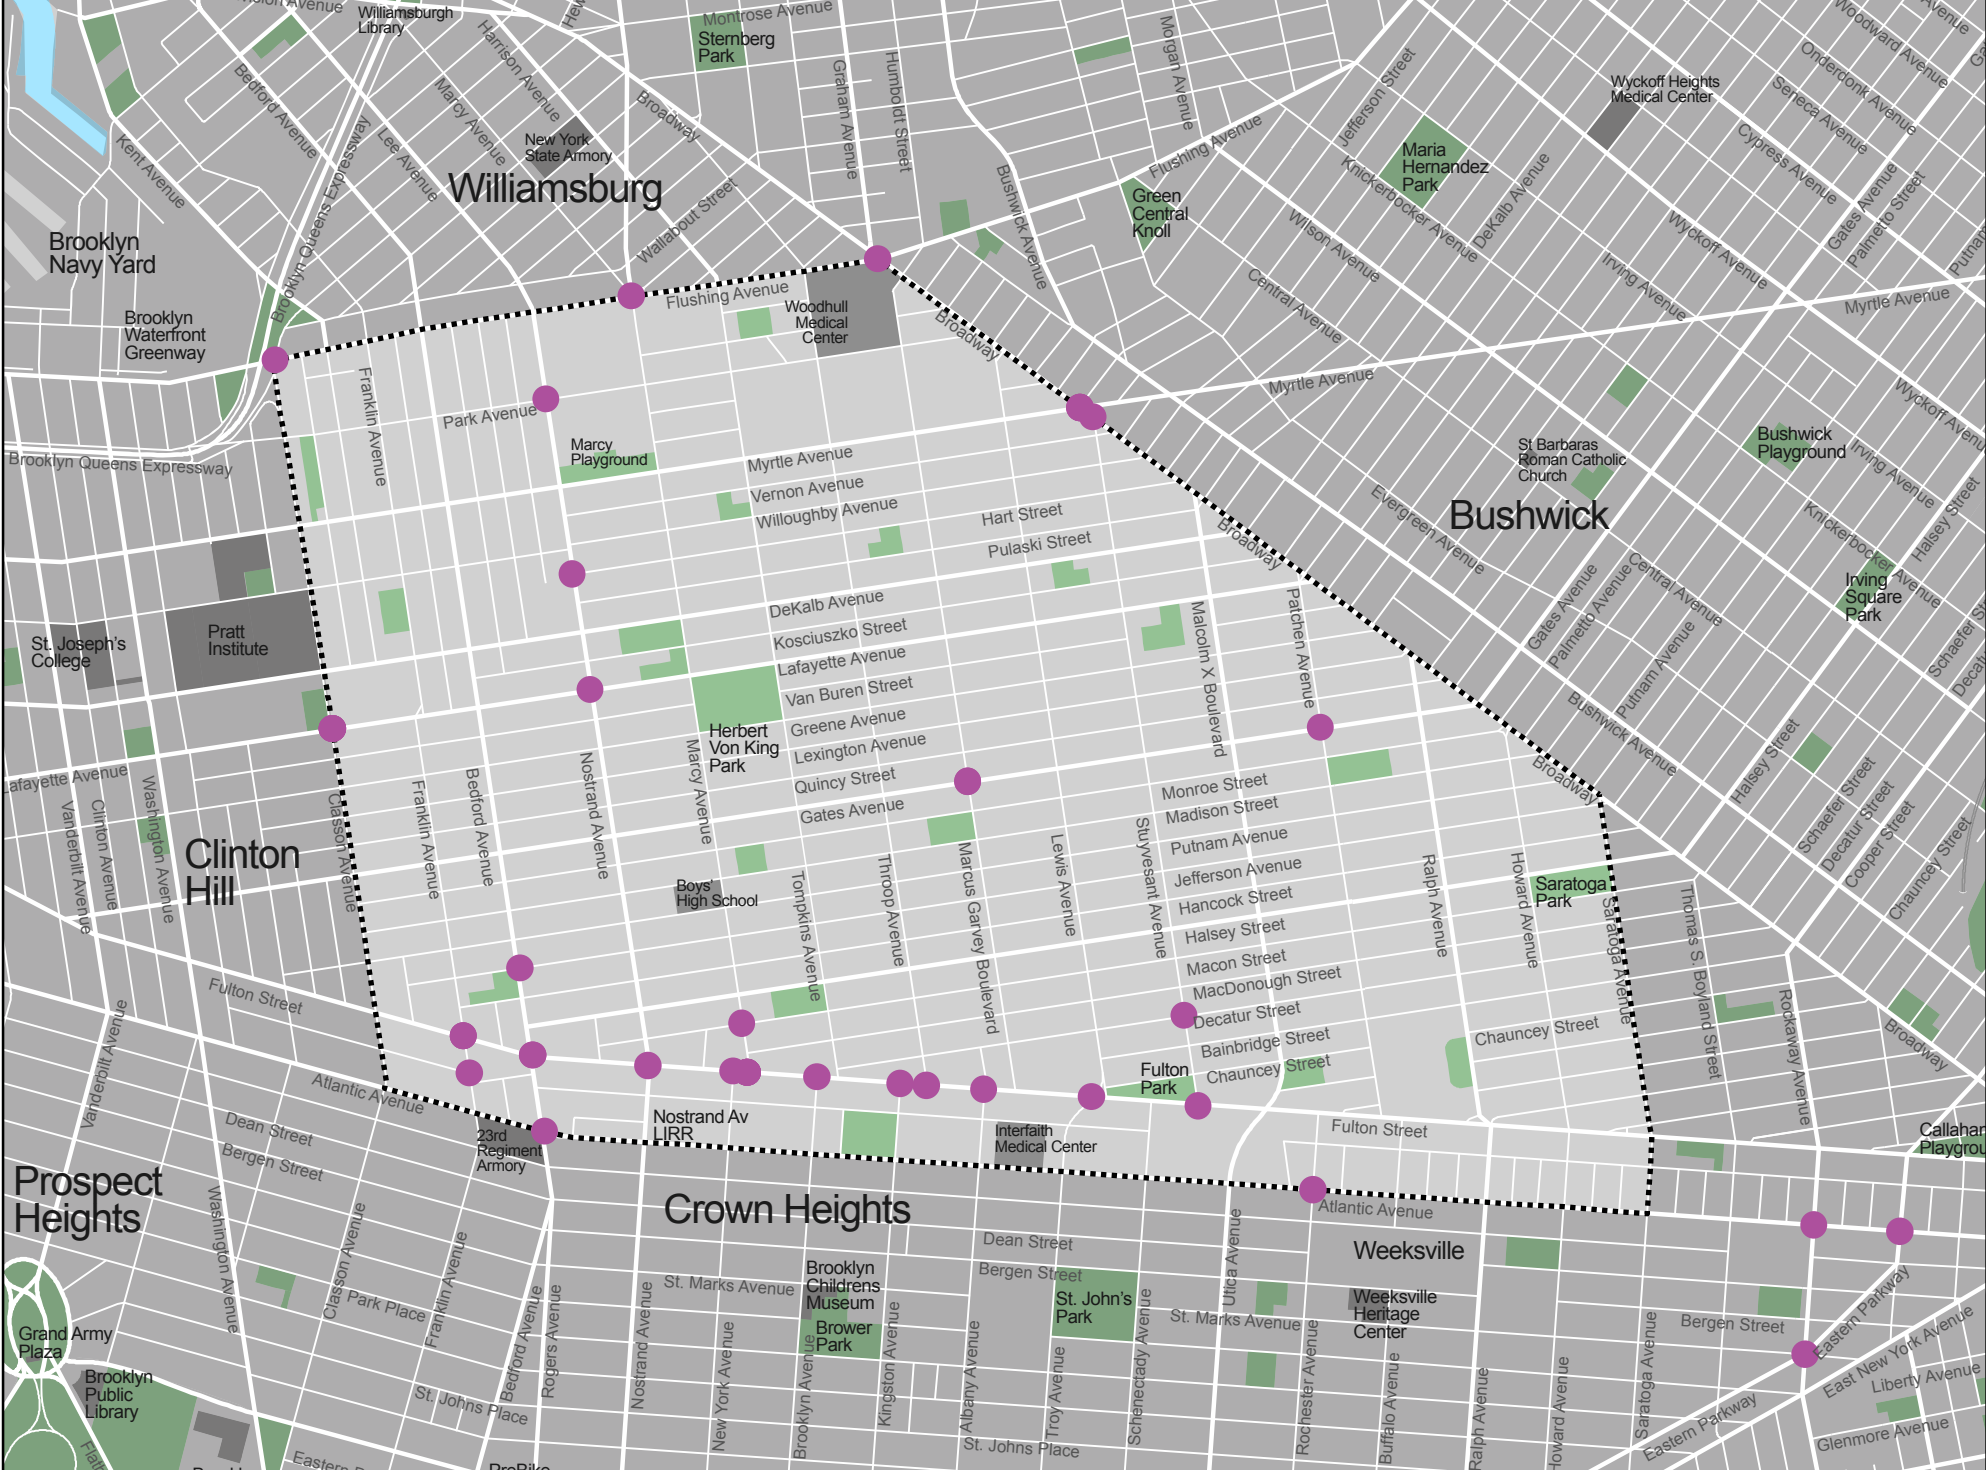 Williamsburgh
Library
Montrose Avenue
Sternberg
Park
Harrison Avenue
Bedford Avenue
Marcy Avenue
Lee Avenue
Kent Avenue
Broadway
Graham Avenue
Humboldt Street
Morgan Avenue
Flushing Avenue
Bushwick Avenue
Jefferson Street
Woodward Avenue
Onderdonk Avenue
Seneca Avenue
Cypress Avenue
Wyckoff Heights
Medical Center
New York
State Armory
Williamsburg
Wallabout Street
Brooklyn Queens Expressway
Maria
Hernandez
Park
Knickerbocker Avenue
DeKalb Avenue
Green
Central
Knoll
Wilson Avenue
Central Avenue
Wyckoff Avenue
Irving Avenue
Gates Avenue
Palmetto Street
Putnam
Myrtle Avenue
Brooklyn
Navy Yard
Brooklyn
Waterfront
Greenway
Flushing Avenue
Woodhull
Medical
Center
Broadway
Franklin Avenue
Park Avenue
Marcy
Playground
Myrtle Avenue
Brooklyn Queens Expressway
Myrtle Avenue
Vernon Avenue
Willoughby Avenue
Hart Street
Pulaski Street
Broadway
Evergreen Avenue
St Barbaras
Roman Catholic
Church
Bushwick
Bushwick
Playground
Wyckoff Avenue
Irving Avenue
Knickerbocker Avenue
Halsey Street
Irving
Square
Park
Central Avenue
Gates Avenue
Palmetto Avenue
Putnam Avenue
Schaefer St
Decatu
St. Joseph's
College
Pratt
Institute
DeKalb Avenue
Kosciuszko Street
Lafayette Avenue
Van Buren Street
Greene Avenue
Lexington Avenue
Quincy Street
Gates Avenue
Herbert
Von King
Park
Malcolm X Boulevard
Patchen Avenue
Bushwick Avenue
Broadway
Halsey Street
Schaefer Street
Decatur Street
Cooper Street
Chauncey Street
Lafayette Avenue
Vanderbilt Avenue
Clinton Avenue
Washington Avenue
Clinton
Hill
Classon Avenue
Franklin Avenue
Bedford Avenue
Nostrand Avenue
Marcy Avenue
Boys'
High School
Tompkins Avenue
Throop Avenue
Marcus Garvey Boulevard
Lewis Avenue
Stuyvesant Avenue
Monroe Street
Madison Street
Putnam Avenue
Jefferson Avenue
Hancock Street
Halsey Street
Macon Street
MacDonough Street
Decatur Street
Bainbridge Street
Chauncey Street
Ralph Avenue
Howard Avenue
Saratoga
Park
Saratoga Avenue
Thomas S. Boyland Street
Rockaway Avenue
Broadway
Chauncey Street
Fulton Street
Vanderbilt Avenue
Atlantic Avenue
Fulton
Park
Nostrand Av
LIRR
Interfaith
Medical Center
Fulton Street
Callahan
Playgrou
Dean Street
Bergen Street
23rd
Regiment
Armory
Prospect
Heights
Crown Heights
Atlantic Avenue
Weeksville
Washington Avenue
Classon Avenue
Franklin Avenue
Park Place
St. Johns Place
Bedford Avenue
Rogers Avenue
Nostrand Avenue
St. Marks Avenue
New York Avenue
Brooklyn
Childrens
Museum
Brower
Park
Brooklyn Avenue
Kingston Avenue
Albany Avenue
Dean Street
Bergen Street
St. John's
Park
Troy Avenue
Schenectady Avenue
St. Marks Avenue
Utica Avenue
Rochester Avenue
Weeksville
Heritage
Center
Buffalo Avenue
Ralph Avenue
Howard Avenue
Saratoga Avenue
Bergen Street
Eastern Parkway
East New York Avenue
Liberty Avenue
Glenmore Avenue
Eastern Parkway
St. Johns Place
Grand Army
Plaza
Brooklyn
Public
Library